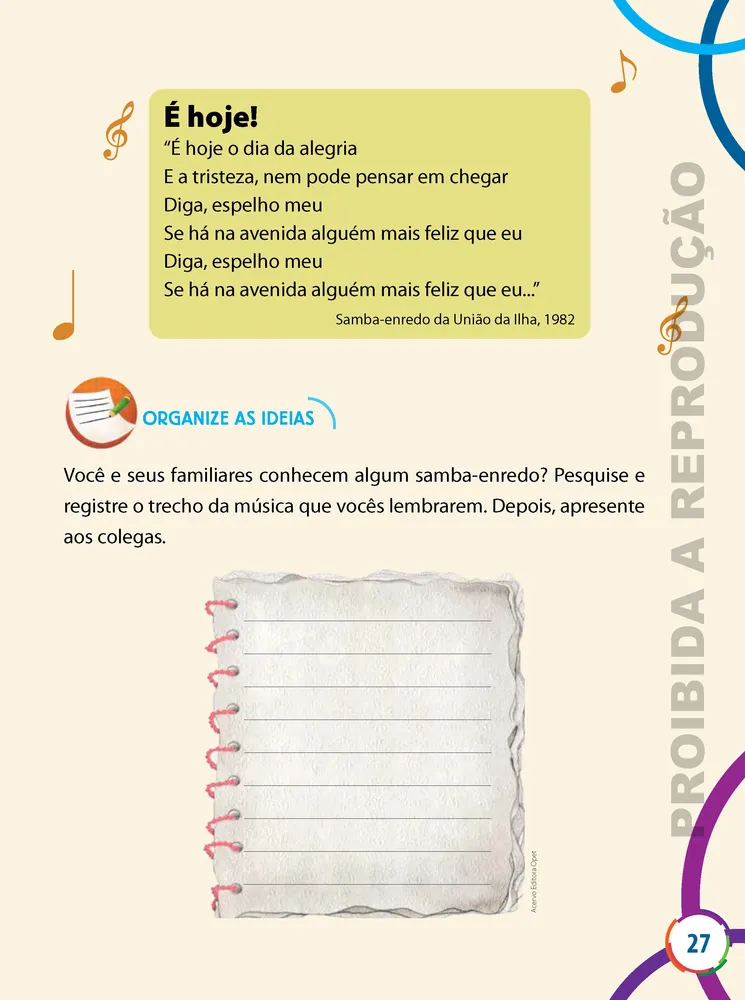 É hoje!
“É hoje o dia da alegria
E a tristeza, nem pode pensar em chegar
Diga, espelho meu
Se há na avenida alguém mais feliz que eu
Diga, espelho meu
Se há na avenida alguém mais feliz que eu...”
Samba-enredo da União da Ilha, 1982
ORGANIZE AS IDEIAS
Você e seus familiares conhecem algum samba-enredo? Pesquise e
registre o trecho da música que vocês lembrarem. Depois, apresente
aos colegas.
Acervo Editora Opet
PROIBIDA A REPRODUÇÃO
27